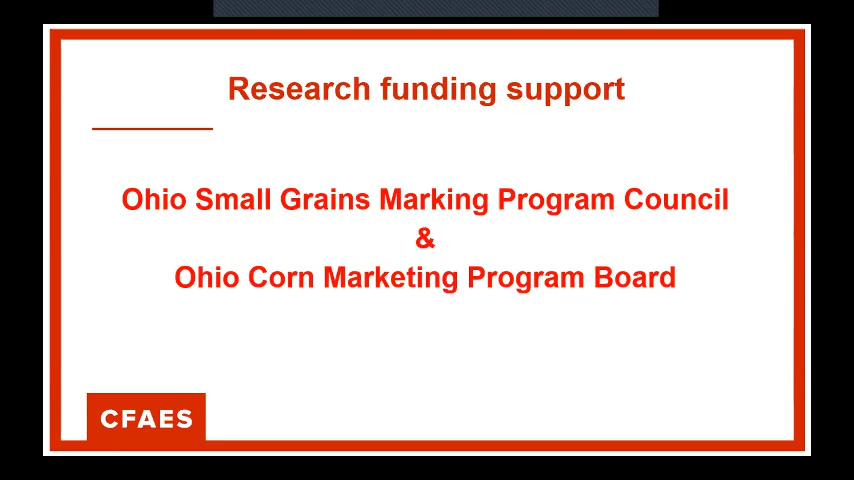 Research funding support
Ohio Small Grains Marking Program Council
&
Ohio Corn Marketing Program Board
CFAES